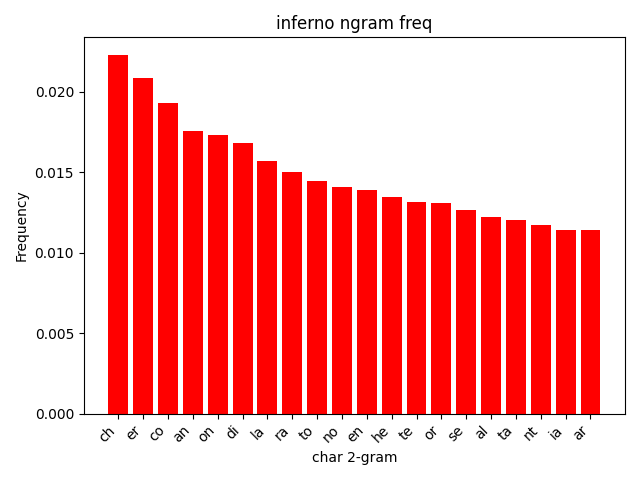 inferno ngram freq
Frequency
0.020
0.015
0.010
0.005
0.000
ch er co an on di la ra to no en he te or se al ta nt ia ar
char 2-gram